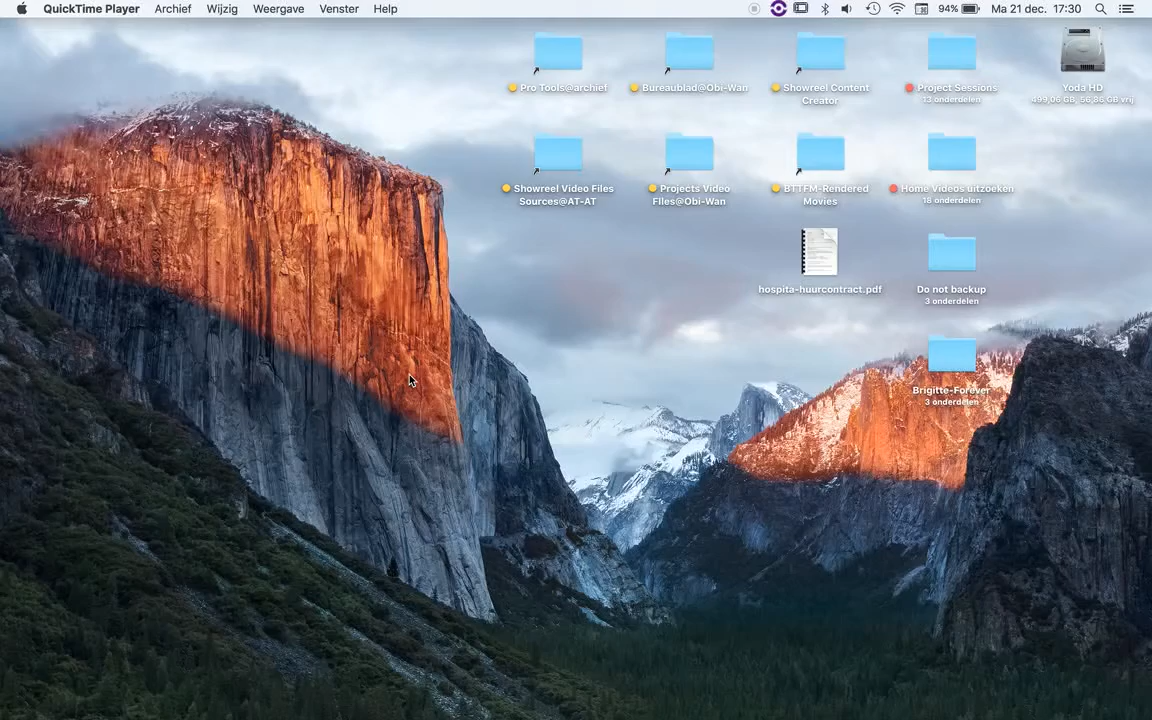 QuickTime Player Archief Wijzig Weergave Venster Help 94% Ma 21 dec. 17:30
Pro Tools@archief
Bureaublad@Obi-Wan
Showreel Content
Creator
Project Sessions
13 onderdelen
Yoda HD
499,06 GB, 56,86 GB vrij
Showreel Video Files
Sources@AT-AT
Projects Video
FIles@Obi-Wan
BTTFM-Rendered
Movies
Home Videos uitzoeken
18 onderdelen
hospita-huurcontract.pdf
Do not backup
3 onderdelen
Brigitte-Forever
3 onderdelen